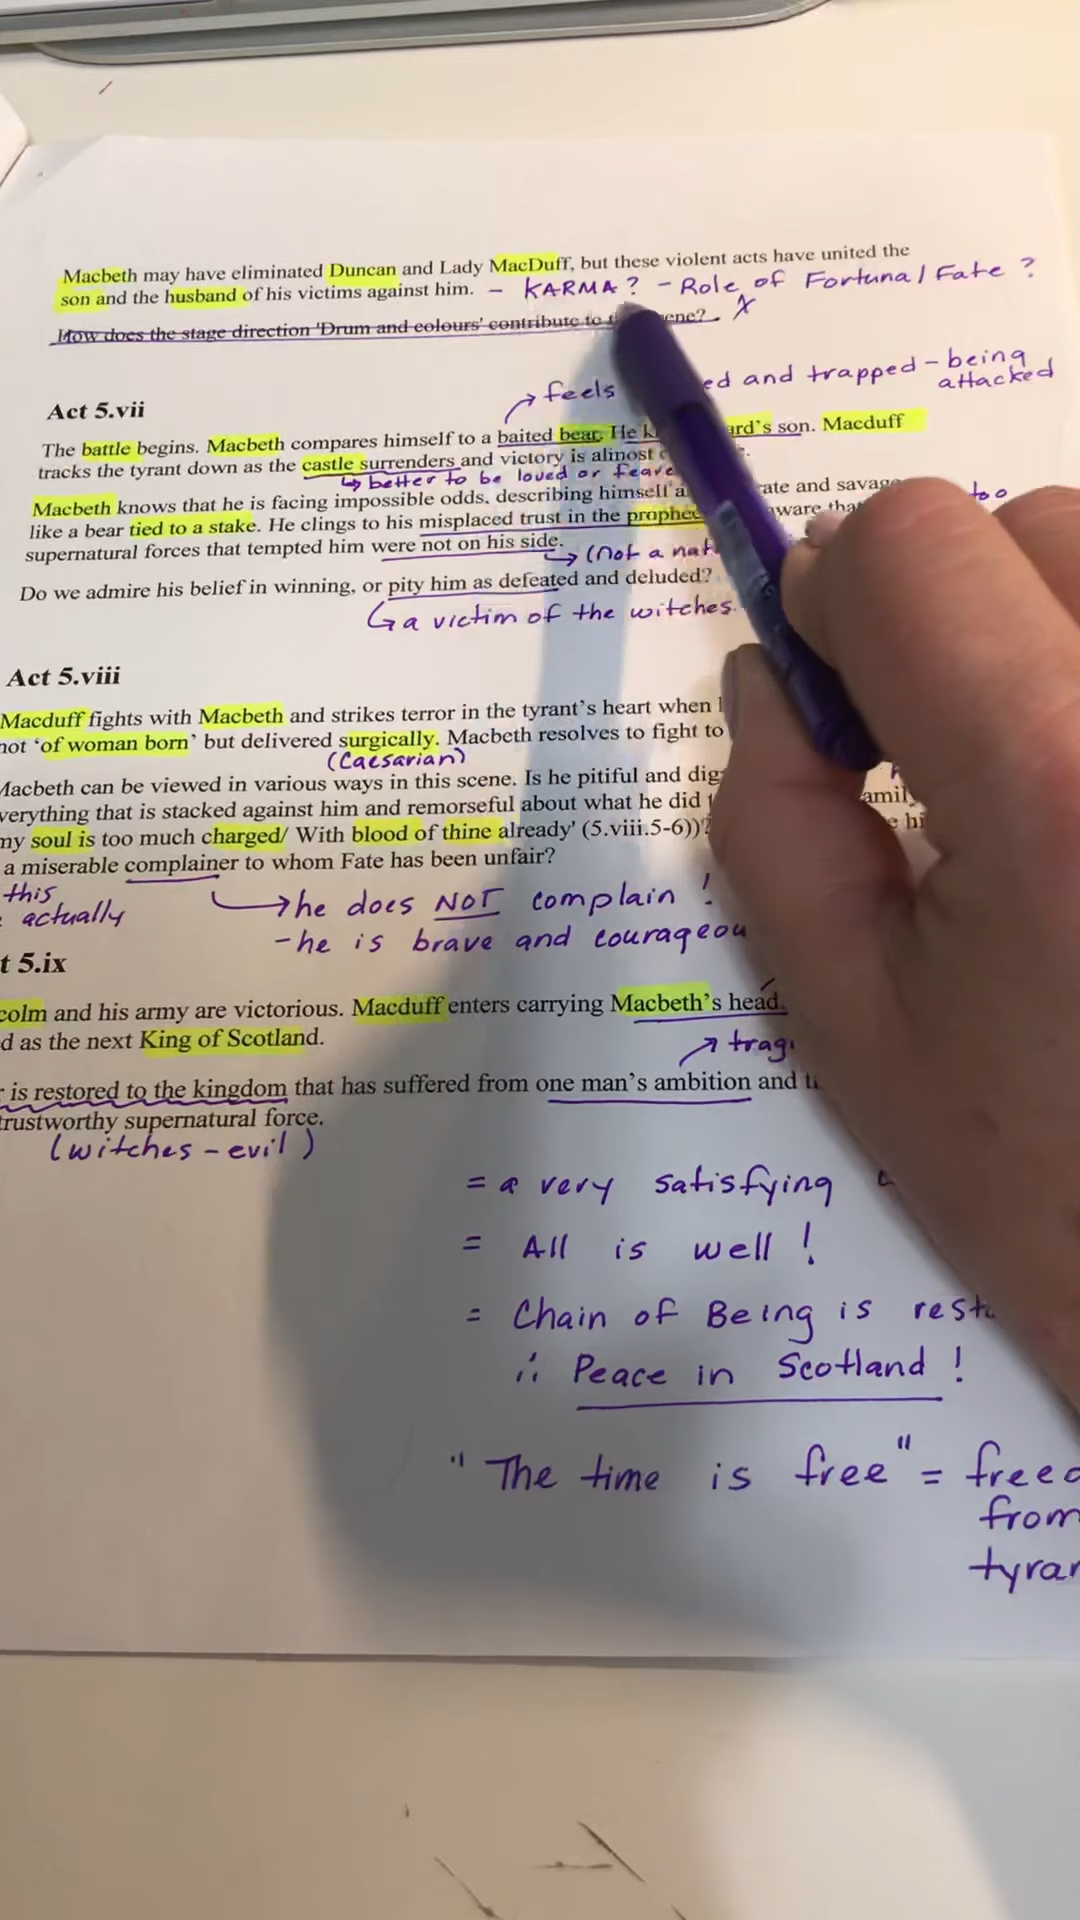 Macbeth may have eliminated Duncan and Lady MacDuff, but these violent acts have united the
son and the husband of his victims against him. - KARMA? - Role of Fortuna/Fate?
How does the stage direction 'Drum and colours' contribute to ene? X
feels ed and trapped - being
attacked
Act 5.vii
The battle begins. Macbeth compares himself to a baited bear. He k ard's son. Macduff
tracks the tyrant down as the castle surrenders and victory is almost
↳ better to be loved or feare
Macbeth knows that he is facing impossible odds, describing himself a rate and savage
too
like a bear tied to a stake. He clings to his misplaced trust in the prophe aware that
supernatural forces that tempted him were not on his side.
↳ (not a nat
Do we admire his belief in winning, or pity him as defeated and deluded?
↳ a victim of the witches.
Act 5.viii
Macduff fights with Macbeth and strikes terror in the tyrant's heart when
not 'of woman born' but delivered surgically. Macbeth resolves to fight to
(Caesarian)
Macbeth can be viewed in various ways in this scene. Is he pitiful and dig amil
verything that is stacked against him and remorseful about what he did e hi
my soul is too much charged/ With blood of thine already' (5.viii.5-6))?
a miserable complainer to whom Fate has been unfair?
this
actually
→ he does NOT complain!
- he is brave and courageou
t 5.ix
colm and his army are victorious. Macduff enters carrying Macbeth's head.
d as the next King of Scotland.
↗ trag
r is restored to the kingdom that has suffered from one man's ambition and
trustworthy supernatural force.
(witches - evil)
= a very satisfying
= All is well!
= Chain of Being is rest
∴ Peace in Scotland!
"The time is free" = freed
from
tyran